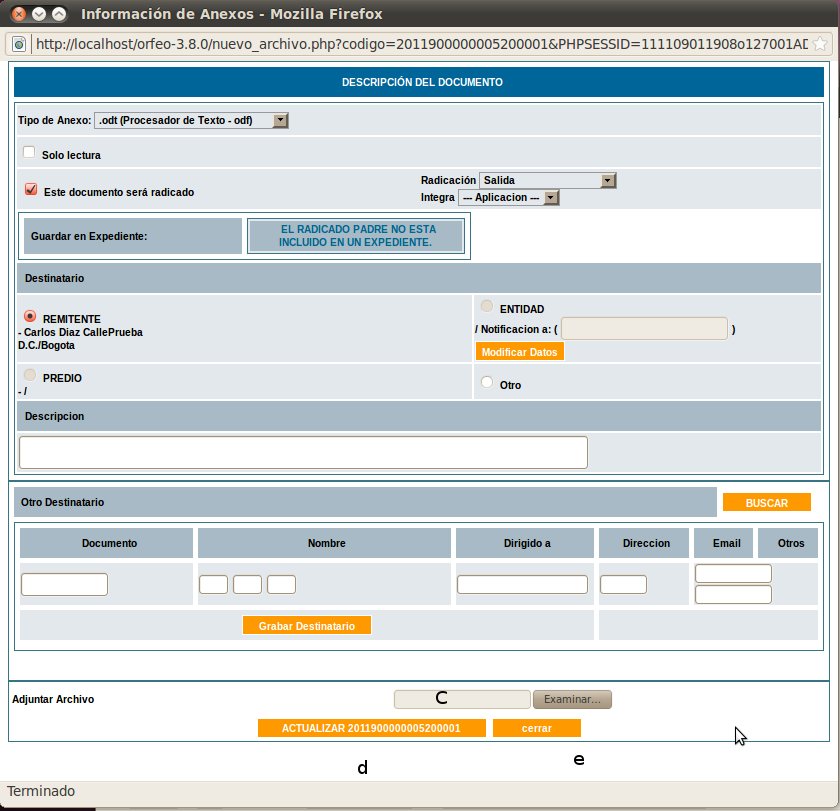 Información de Anexos - Mozilla Firefox
http://localhost/orfeo-3.8.0/nuevo_archivo.php?codigo=2011900000005200001&PHPSESSID=111109011908o127001AD
DESCRIPCIÓN DEL DOCUMENTO
Tipo de Anexo: .odt (Procesador de Texto - odf)
Solo lectura
Este documento será radicado
Radicación Salida
Integra --- Aplicacion ---
Guardar en Expediente:
EL RADICADO PADRE NO ESTA
INCLUIDO EN UN EXPEDIENTE.
Destinatario
REMITENTE
- Carlos Diaz CallePrueba
D.C./Bogota
ENTIDAD
/ Notificacion a: ( )
Modificar Datos
PREDIO
- /
Otro
Descripcion
Otro Destinatario
BUSCAR
Documento Nombre Dirigido a Direccion Email Otros
Grabar Destinatario
Adjuntar Archivo C Examinar...
ACTUALIZAR 2011900000005200001 cerrar
d e
Terminado